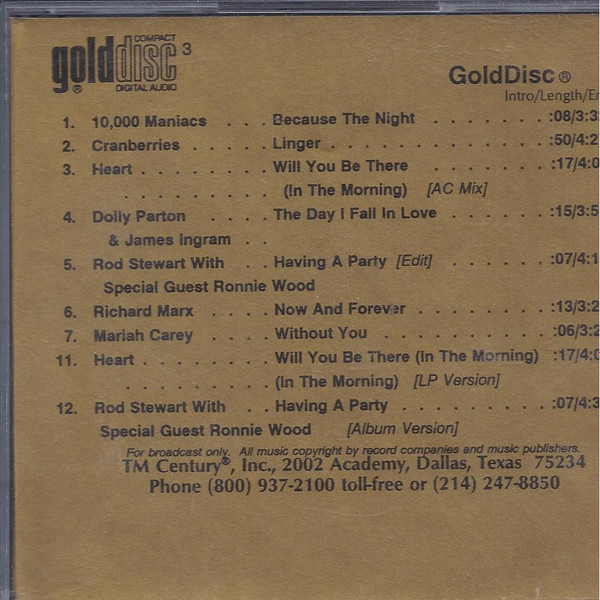 COMPACT
golddisc 3
® DIGITAL AUDIO
GoldDisc ®
Intro/Length/En
1. 10,000 Maniacs . . . Because The Night . . . . :08/3:3
2. Cranberries . . . . . Linger . . . . . . . . . . . :50/4:2
3. Heart . . . . . . . . Will You Be There . . . . . :17/4:0
. . . . . . . . (In The Morning) [AC Mix]
4. Dolly Parton . . . . The Day I Fall In Love . . . . . :15/3:5
& James Ingram . .
5. Rod Stewart With . . Having A Party [Edit] . . . . . . :07/4:1
Special Guest Ronnie Wood
6. Richard Marx . . . . Now And Forever . . . . . . :13/3:2
7. Mariah Carey . . . . Without You . . . . . . . . :06/3:2
11. Heart . . . . . . . . Will You Be There (In The Morning) :17/4:0
. . . . . . . . (In The Morning) [LP Version]
12. Rod Stewart With . . Having A Party . . . . . . . :07/4:3
Special Guest Ronnie Wood [Album Version]
For broadcast only. All music copyright by record companies and music publishers.
TM Century®, Inc., 2002 Academy, Dallas, Texas 75234
Phone (800) 937-2100 toll-free or (214) 247-8850